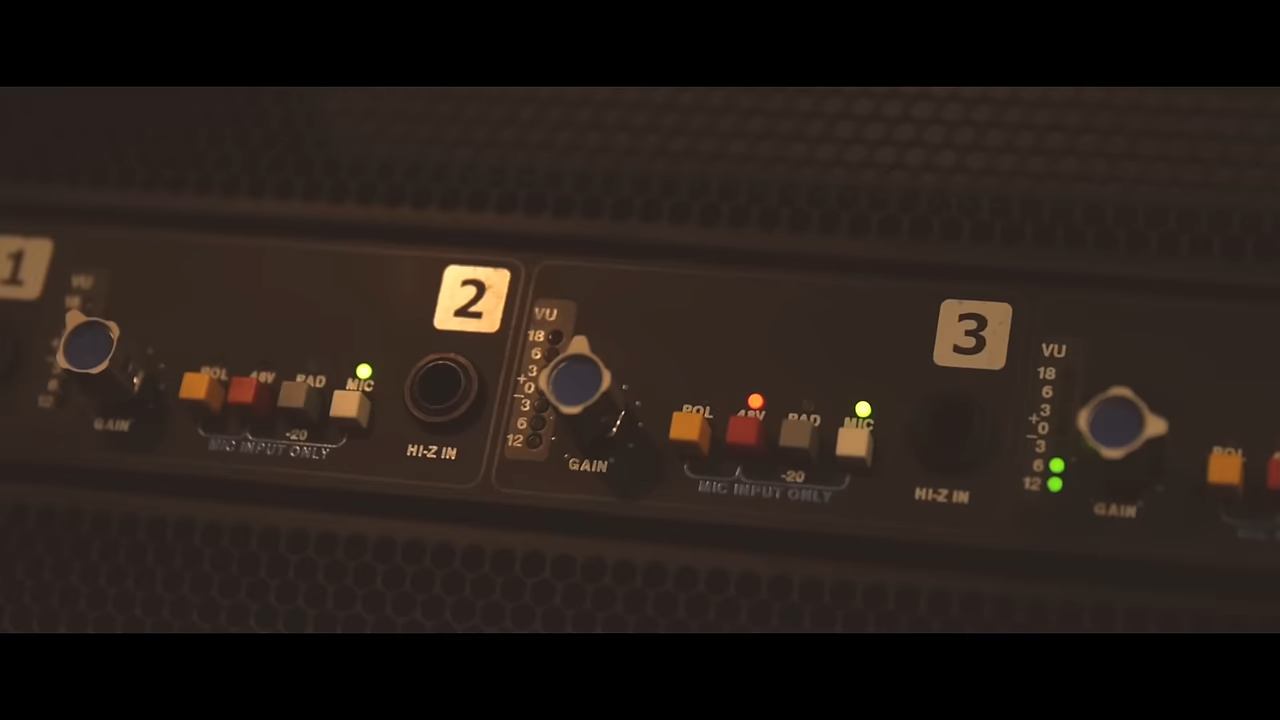 1
VU
GAIN
POL 48V PAD MIC
-20
MIC INPUT ONLY
2
HI-Z IN
VU
18
6
3
+
0
−
3
6
12
GAIN
POL 48V PAD MIC
-20
MIC INPUT ONLY
3
HI-Z IN
VU
18
6
3
+
0
−
3
6
12
GAIN
POL